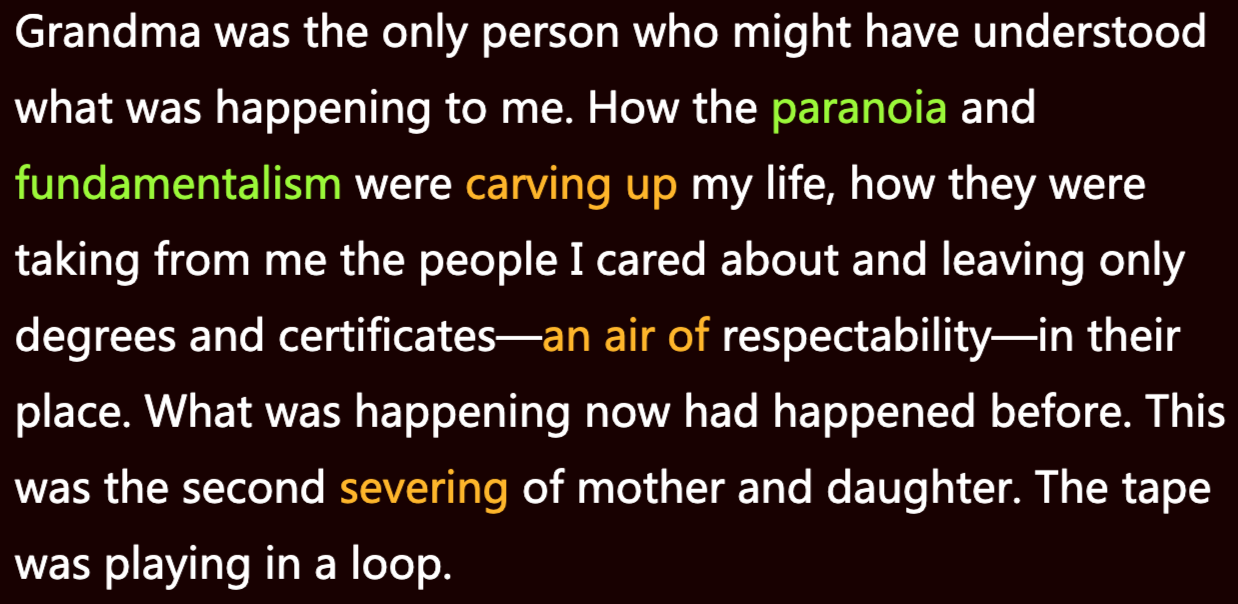 Grandma was the only person who might have understood
what was happening to me. How the paranoia and
fundamentalism were carving up my life, how they were
taking from me the people I cared about and leaving only
degrees and certificates—an air of respectability—in their
place. What was happening now had happened before. This
was the second severing of mother and daughter. The tape
was playing in a loop.